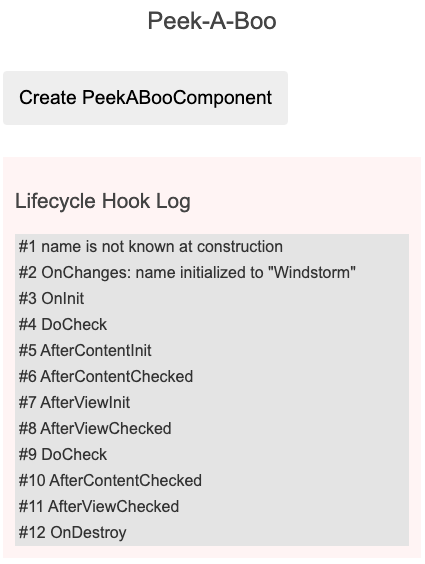 Peek-A-Boo
Create PeekABooComponent
Lifecycle Hook Log
#1 name is not known at construction
#2 OnChanges: name initialized to "Windstorm"
#3 OnInit
#4 DoCheck
#5 AfterContentInit
#6 AfterContentChecked
#7 AfterViewInit
#8 AfterViewChecked
#9 DoCheck
#10 AfterContentChecked
#11 AfterViewChecked
#12 OnDestroy